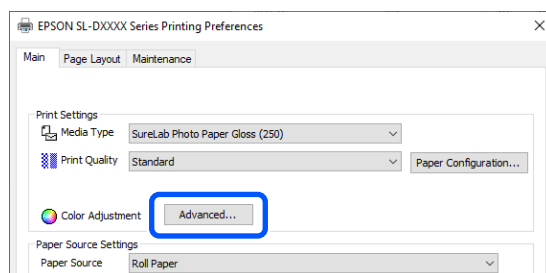 EPSON SL-DXXXX Series Printing Preferences
Main Page Layout Maintenance
Print Settings
Media Type SureLab Photo Paper Gloss (250)
Print Quality Standard Paper Configuration...
Color Adjustment Advanced...
Paper Source Settings
Paper Source Roll Paper